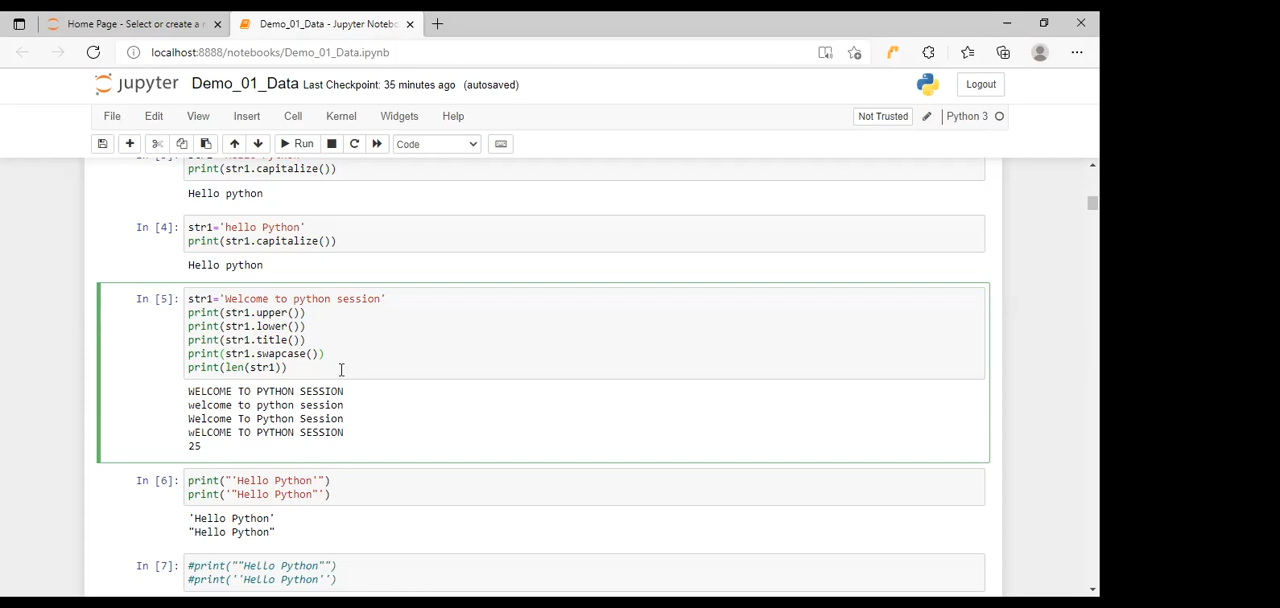 Home Page - Select or create a n
Demo_01_Data - Jupyter Notebo
localhost:8888/notebooks/Demo_01_Data.ipynb
jupyter Demo_01_Data Last Checkpoint: 35 minutes ago (autosaved)
Logout
File Edit View Insert Cell Kernel Widgets Help
Not Trusted
Python 3
Run
Code
print(str1.capitalize())
Hello python
In [4]:
str1='hello Python'
print(str1.capitalize())
Hello python
In [5]:
str1='Welcome to python session'
print(str1.upper())
print(str1.lower())
print(str1.title())
print(str1.swapcase())
print(len(str1))
WELCOME TO PYTHON SESSION
welcome to python session
Welcome To Python Session
wELCOME TO PYTHON SESSION
25
In [6]:
print("'Hello Python'")
print('"Hello Python"')
'Hello Python'
"Hello Python"
In [7]:
#print(""Hello Python"")
#print(''Hello Python'')